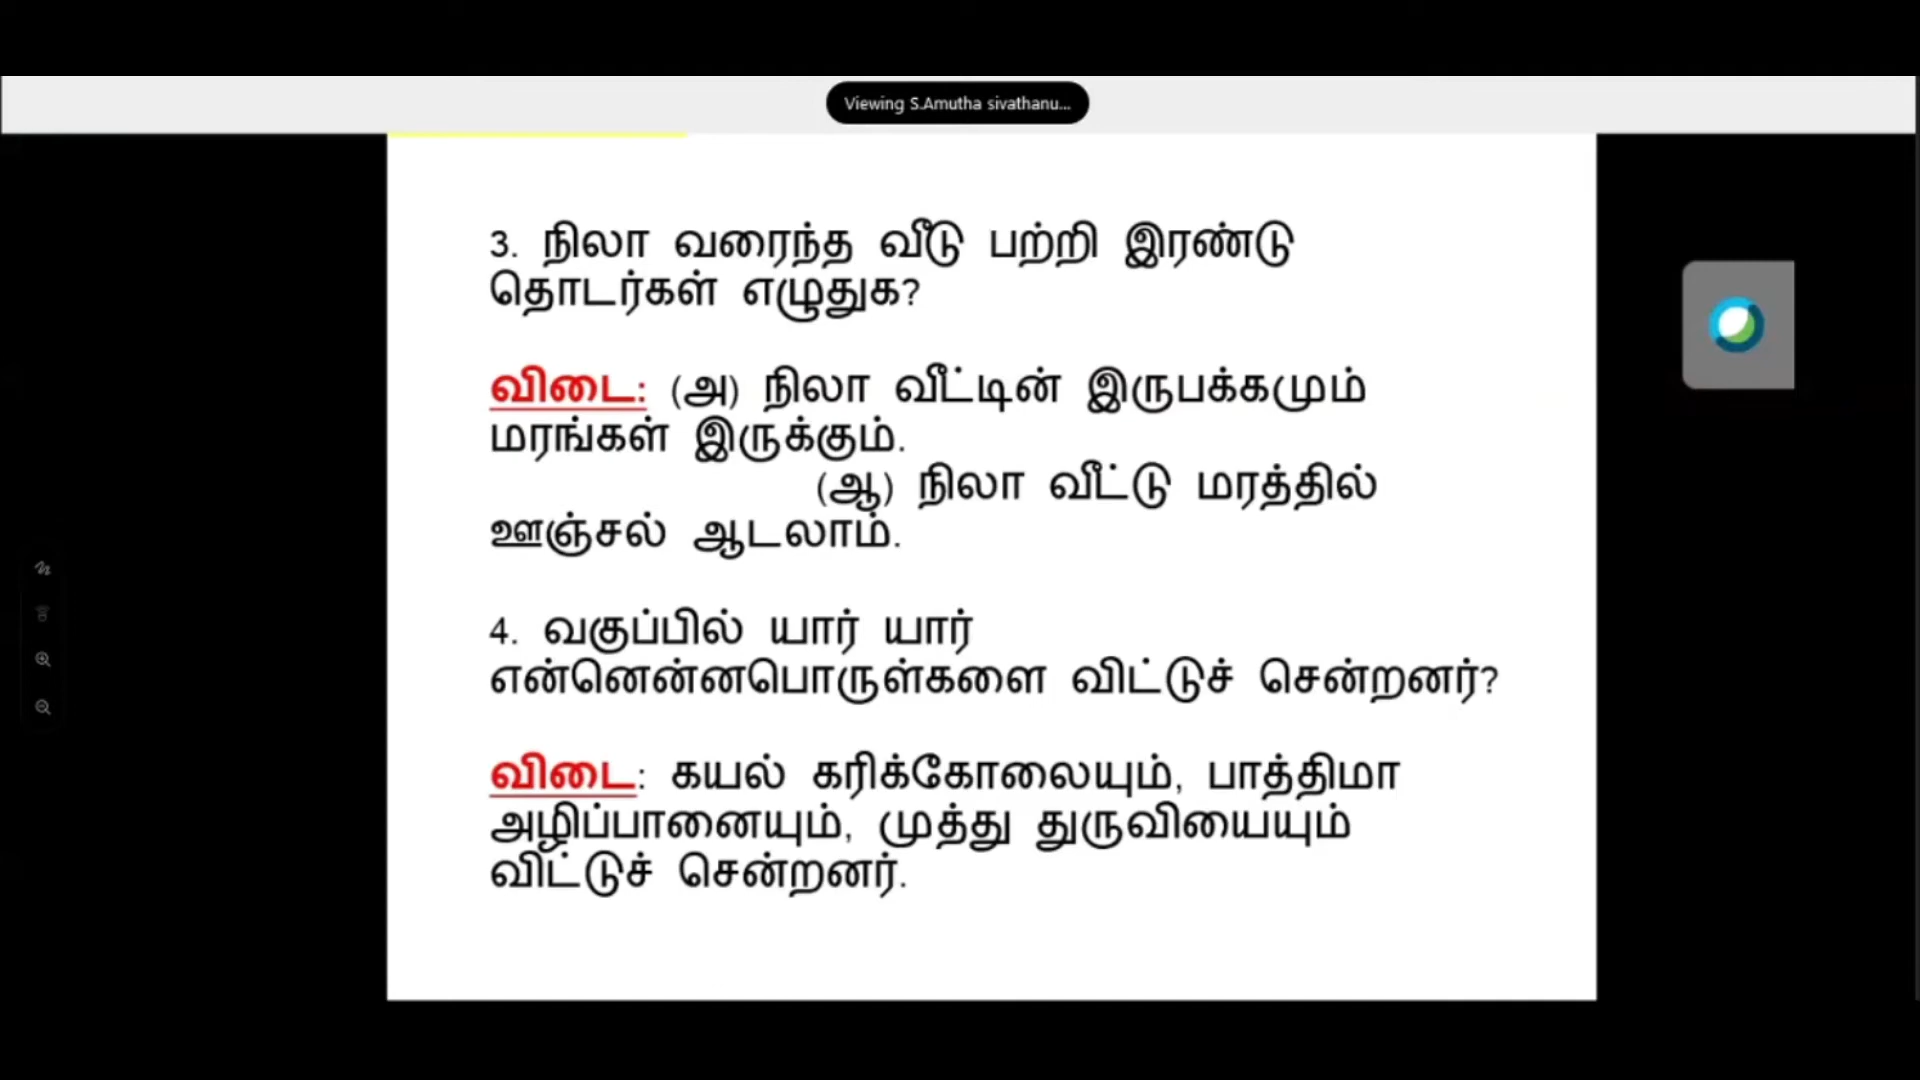 Viewing S.Amutha sivathanu...
3. நிலா வரைந்த வீடு பற்றி இரண்டு
தொடர்கள் எழுதுக?
விடை: (அ) நிலா வீட்டின் இருபக்கமும்
மரங்கள் இருக்கும்.
(ஆ) நிலா வீட்டு மரத்தில்
ஊஞ்சல் ஆடலாம்.
4. வகுப்பில் யார் யார்
என்னென்னபொருள்களை விட்டுச் சென்றனர்?
விடை: கயல் கரிக்கோலையும், பாத்திமா
அழிப்பானையும், முத்து துருவியையும்
விட்டுச் சென்றனர்.